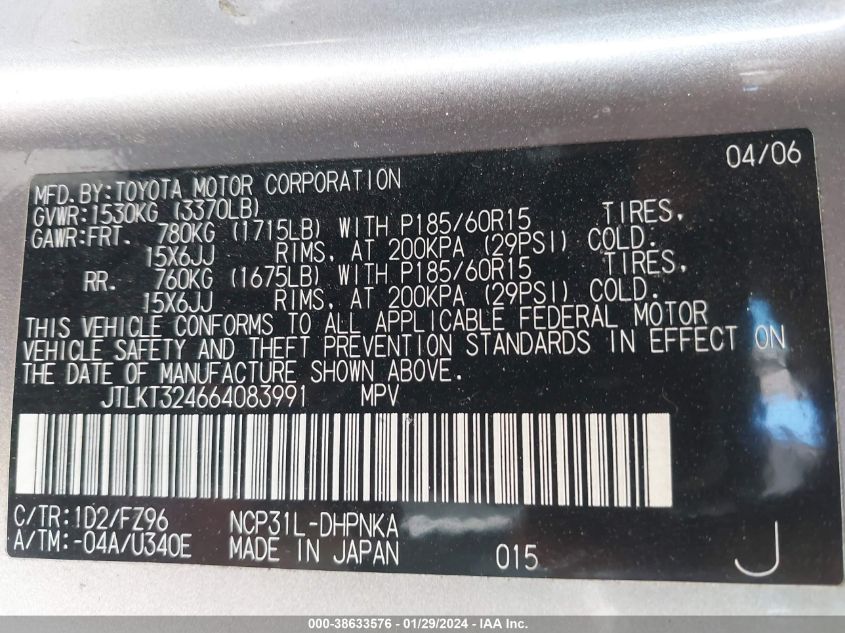 04/06
MFD. BY:TOYOTA MOTOR CORPORATION
GVWR:1530KG (3370LB)
GAWR:FRT. 780KG (1715LB) WITH P185/60R15 TIRES,
15X6JJ RIMS, AT 200KPA (29PSI) COLD.
RR. 760KG (1675LB) WITH P185/60R15 TIRES,
15X6JJ RIMS, AT 200KPA (29PSI) COLD.
THIS VEHICLE CONFORMS TO ALL APPLICABLE FEDERAL MOTOR
VEHICLE SAFETY AND THEFT PREVENTION STANDARDS IN EFFECT ON
THE DATE OF MANUFACTURE SHOWN ABOVE.
JTLKT324664083991 MPV
C/TR:1D2/FZ96 NCP31L-DHPNKA
A/TM:-04A/U340E MADE IN JAPAN 015 J
000-38633576 - 01/29/2024 - IAA Inc.